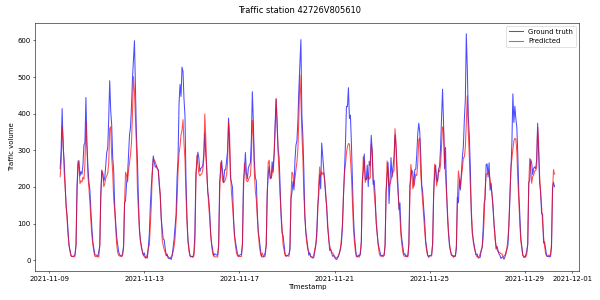 Traffic station 42726V805610
Ground truth
Predicted
Traffic volume
600
500
400
300
200
100
0
2021-11-09
2021-11-13
2021-11-17
2021-11-21
2021-11-25
2021-11-29
2021-12-01
Timestamp